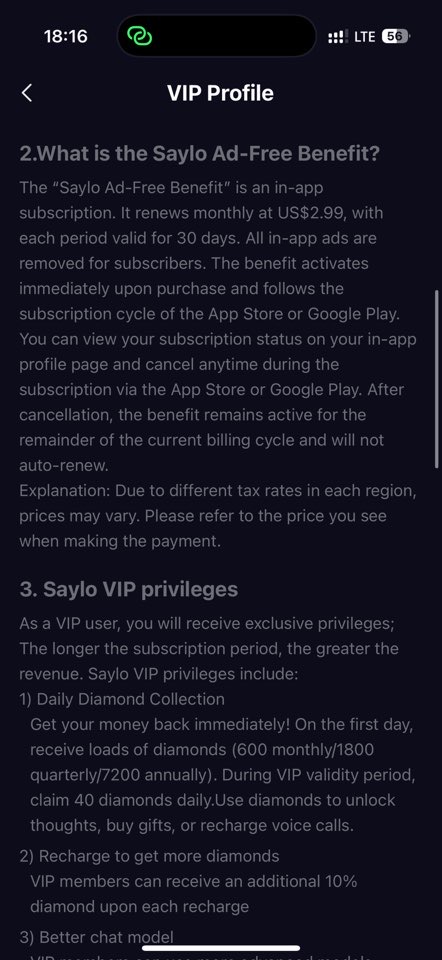 18:16
LTE
56
VIP Profile
2.What is the Saylo Ad-Free Benefit?
The “Saylo Ad-Free Benefit” is an in-app
subscription. It renews monthly at US$2.99, with
each period valid for 30 days. All in-app ads are
removed for subscribers. The benefit activates
immediately upon purchase and follows the
subscription cycle of the App Store or Google Play.
You can view your subscription status on your in-app
profile page and cancel anytime during the
subscription via the App Store or Google Play. After
cancellation, the benefit remains active for the
remainder of the current billing cycle and will not
auto-renew.
Explanation: Due to different tax rates in each region,
prices may vary. Please refer to the price you see
when making the payment.
3. Saylo VIP privileges
As a VIP user, you will receive exclusive privileges;
The longer the subscription period, the greater the
revenue. Saylo VIP privileges include:
1) Daily Diamond Collection
Get your money back immediately! On the first day,
receive loads of diamonds (600 monthly/1800
quarterly/7200 annually). During VIP validity period,
claim 40 diamonds daily.Use diamonds to unlock
thoughts, buy gifts, or recharge voice calls.
2) Recharge to get more diamonds
VIP members can receive an additional 10%
diamond upon each recharge
3) Better chat model